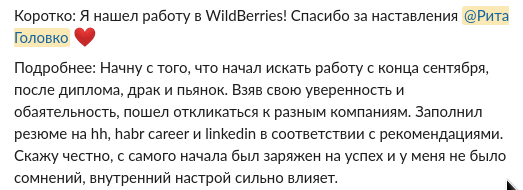 Коротко: Я нашел работу в WildBerries! Спасибо за наставления @Рита
Головко ❤️
Подробнее: Начну с того, что начал искать работу с конца сентября,
после диплома, драк и пьянок. Взяв свою уверенность и
обаятельность, пошел откликаться к разным компаниям. Заполнил
резюме на hh, habr career и linkedin в соответствии с рекомендациями.
Скажу честно, с самого начала был заряжен на успех и у меня не было
сомнений, внутренний настрой сильно влияет.